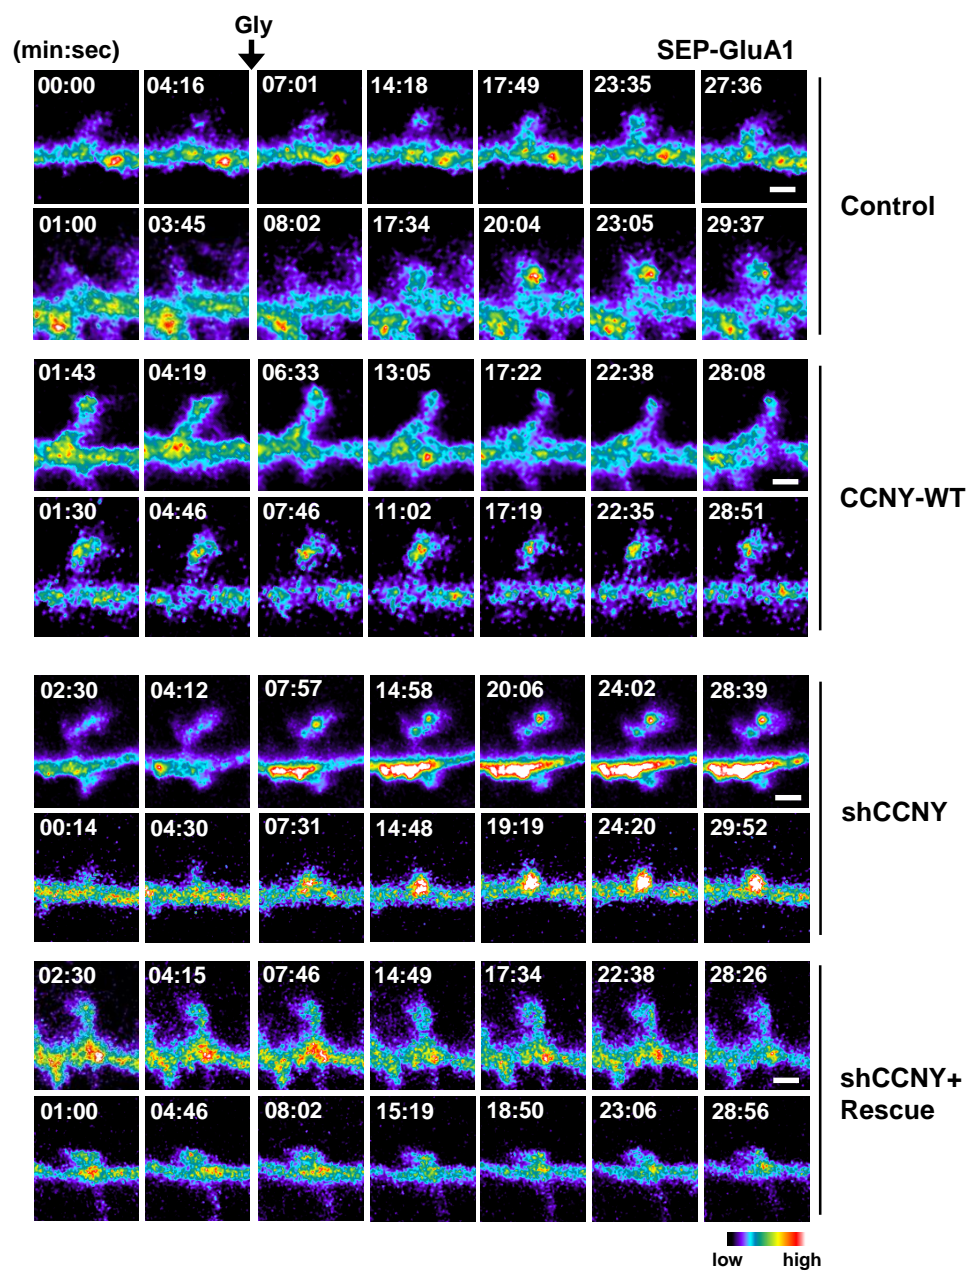 Gly
(min:sec)
SEP-GluA1
00:00 04:16 07:01 14:18 17:49 23:35 27:36
Control
01:00 03:45 08:02 17:34 20:04 23:05 29:37
01:43 04:19 06:33 13:05 17:22 22:38 28:08
CCNY-WT
01:30 04:46 07:46 11:02 17:19 22:35 28:51
02:30 04:12 07:57 14:58 20:06 24:02 28:39
shCCNY
00:14 04:30 07:31 14:48 19:19 24:20 29:52
02:30 04:15 07:46 14:49 17:34 22:38 28:26
shCCNY+
Rescue
01:00 04:46 08:02 15:19 18:50 23:06 28:56
low high